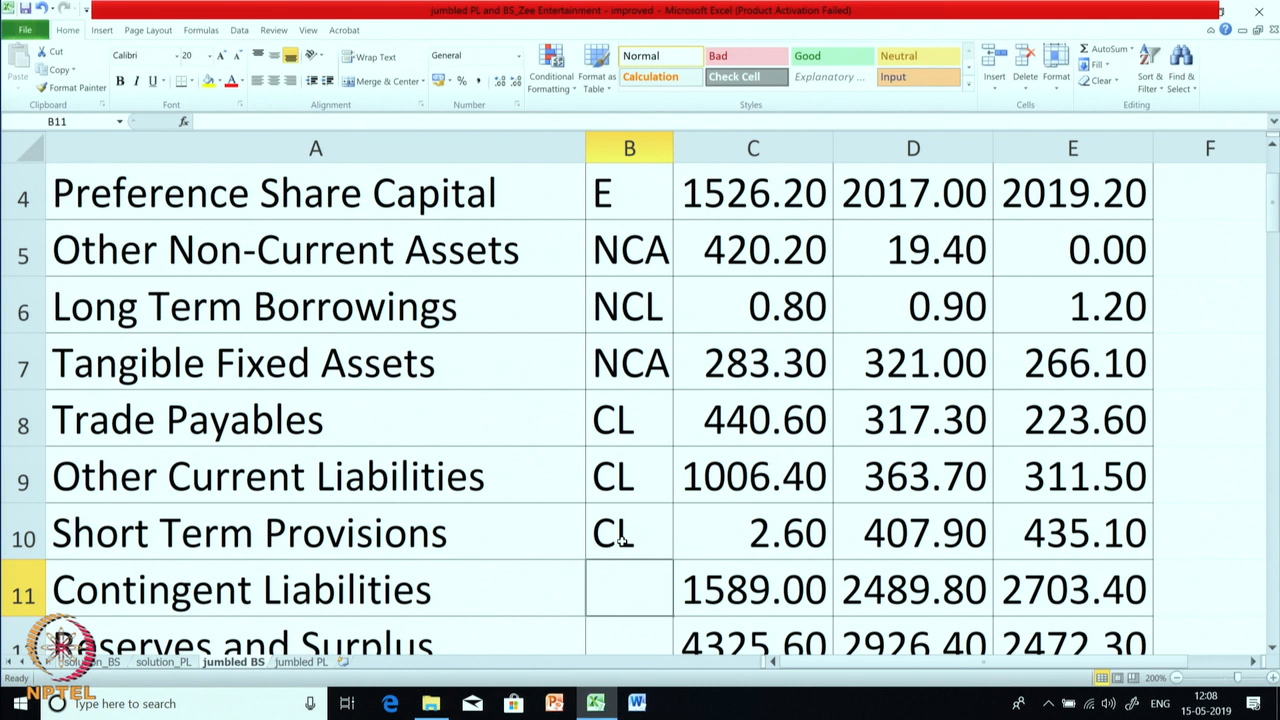 jumbled PL and BS_Zee Entertainment - improved - Microsoft Excel (Product Activation Failed)
File Home Insert Page Layout Formulas Data Review View Acrobat
Cut
Copy
Format Painter
Paste
Clipboard
Calibri 20
B I U
Font
Wrap Text
Merge & Center
Alignment
General
Number
Conditional Formatting
Format as Table
Normal Bad Good Neutral
Calculation Check Cell Explanatory ... Input
Styles
Insert Delete Format
Cells
AutoSum
Fill
Clear
Sort & Filter
Find & Select
Editing
B11 fx
A B C D E F
4 Preference Share Capital E 1526.20 2017.00 2019.20
5 Other Non-Current Assets NCA 420.20 19.40 0.00
6 Long Term Borrowings NCL 0.80 0.90 1.20
7 Tangible Fixed Assets NCA 283.30 321.00 266.10
8 Trade Payables CL 440.60 317.30 223.60
9 Other Current Liabilities CL 1006.40 363.70 311.50
10 Short Term Provisions CL 2.60 407.90 435.10
11 Contingent Liabilities 1589.00 2489.80 2703.40
Reserves and Surplus 4325.60 2926.40 2472.30
solution_PL jumbled BS jumbled PL
Ready 200%
NPTEL
Type here to search
ENG
12:08
15-05-2019